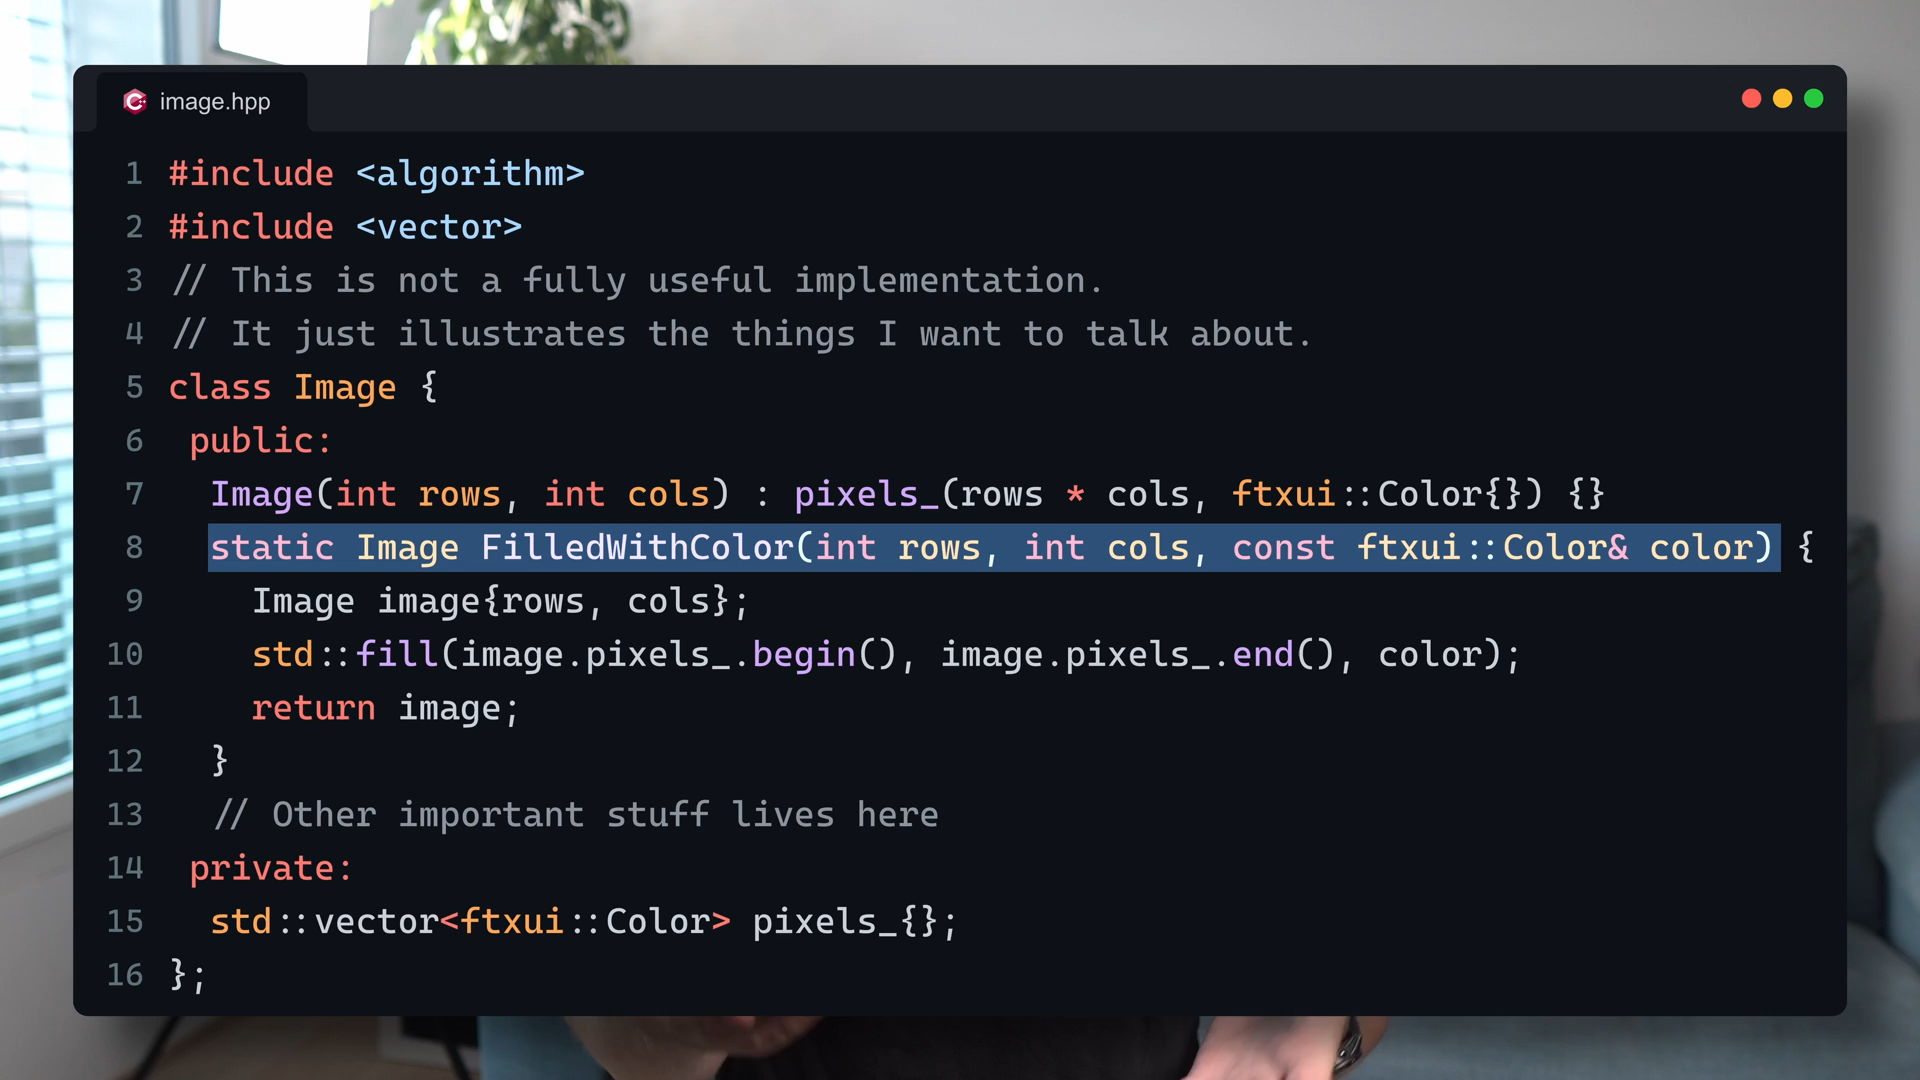 image.hpp
1 #include <algorithm>
2 #include <vector>
3 // This is not a fully useful implementation.
4 // It just illustrates the things I want to talk about.
5 class Image {
6 public:
7 Image(int rows, int cols) : pixels_(rows * cols, ftxui::Color{}) {}
8 static Image FilledWithColor(int rows, int cols, const ftxui::Color& color) {
9 Image image{rows, cols};
10 std::fill(image.pixels_.begin(), image.pixels_.end(), color);
11 return image;
12 }
13 // Other important stuff lives here
14 private:
15 std::vector<ftxui::Color> pixels_{};
16 };